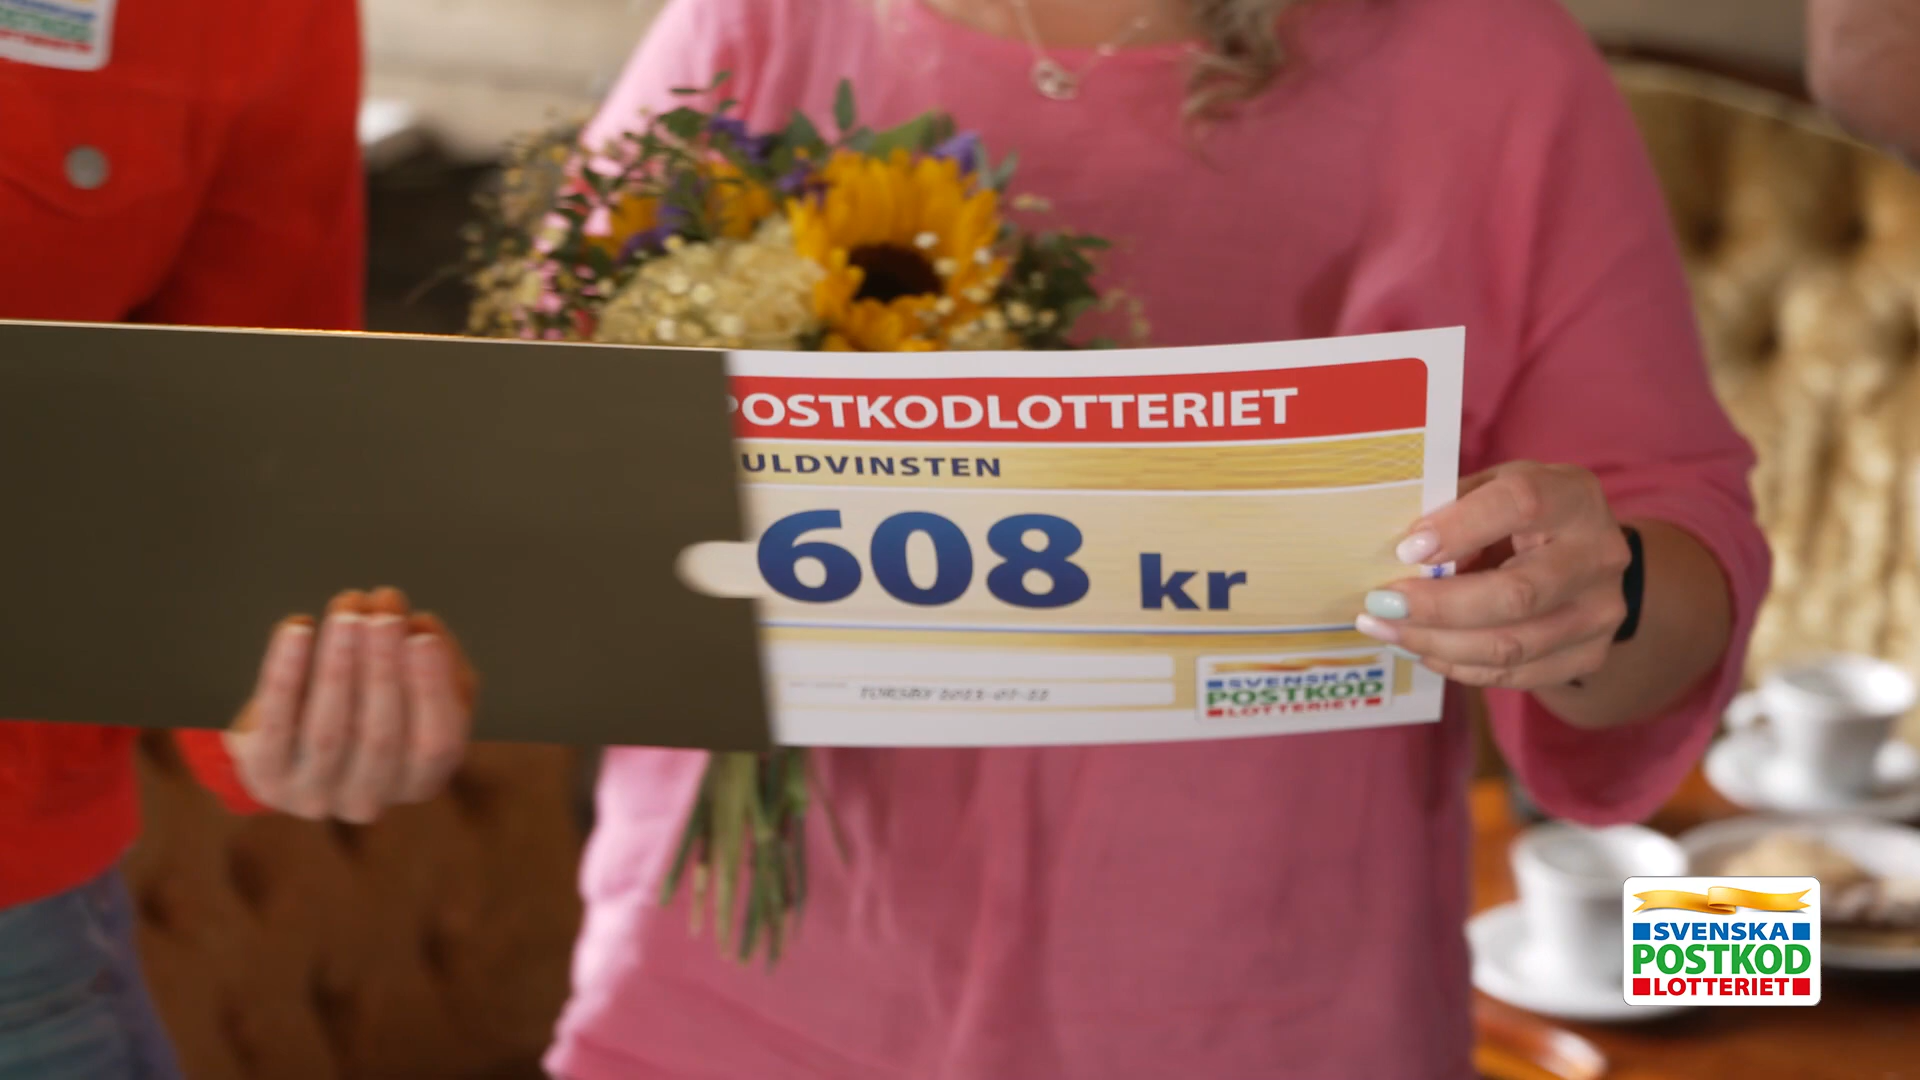 POSTKODLOTTERIET
ULDVINSTEN
608 kr
SVENSKA
POSTKOD
LOTTERIET
SVENSKA
POSTKOD
LOTTERIET